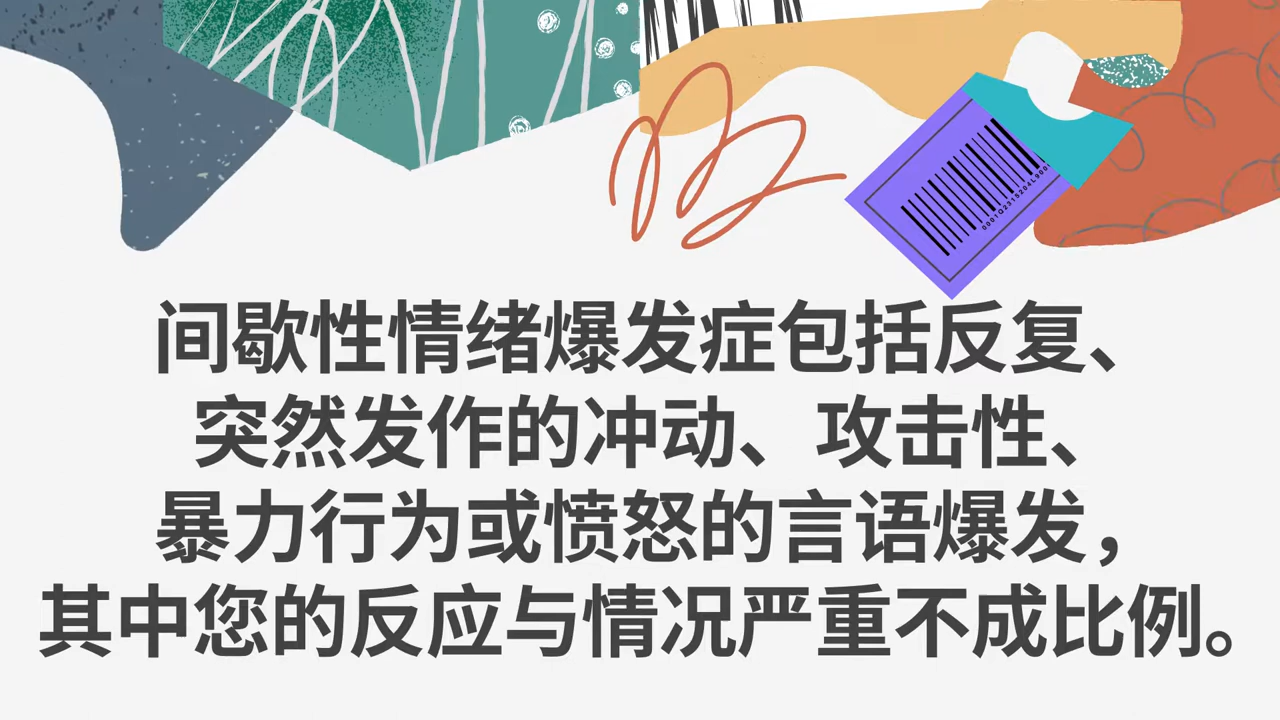 间歇性情绪爆发症包括反复、
突然发作的冲动、攻击性、
暴力行为或愤怒的言语爆发，
其中您的反应与情况严重不成比例。